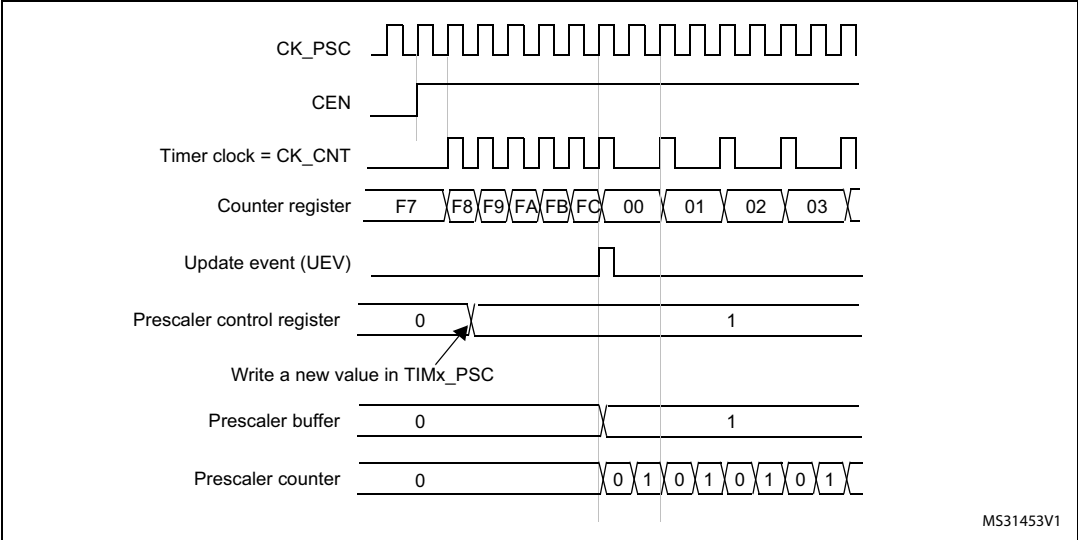 CK_PSC
CEN
Timer clock = CK_CNT
Counter register F7 F8 F9 FA FB FC 00 01 02 03
Update event (UEV)
Prescaler control register 0 1
Write a new value in TIMx_PSC
Prescaler buffer 0 1
Prescaler counter 0 0 1 0 1 0 1 0 1
MS31453V1